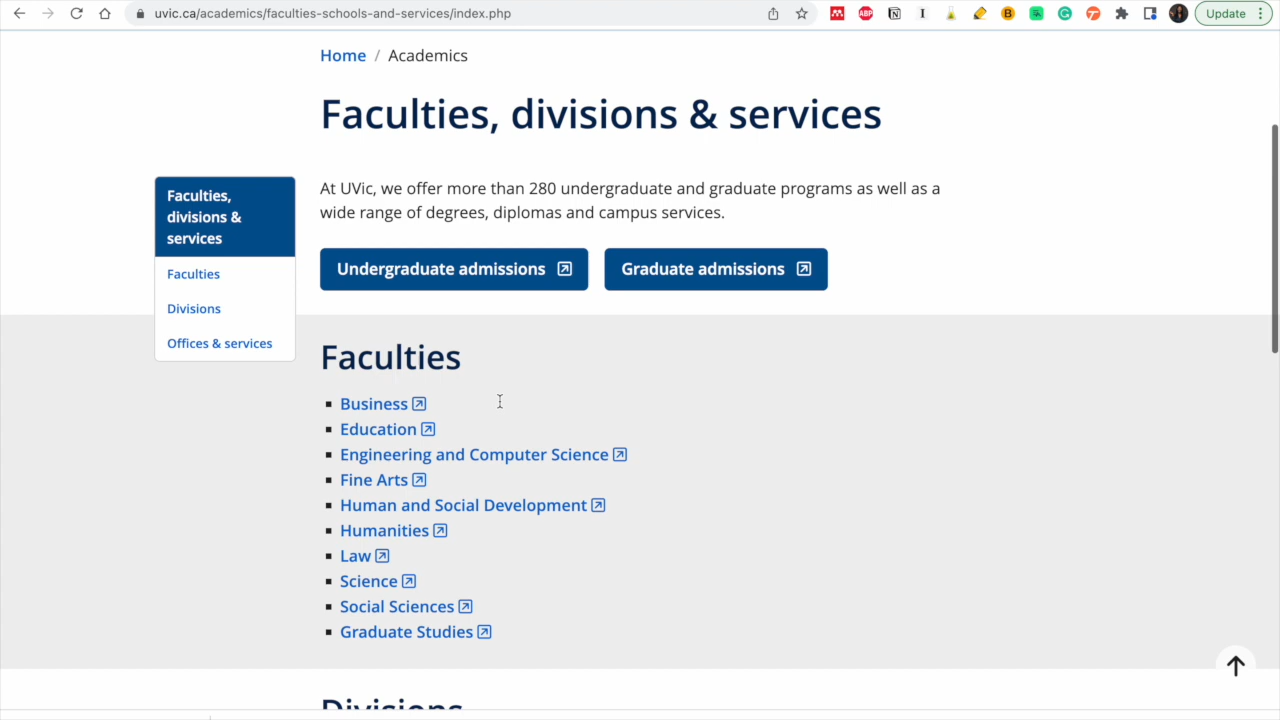 uvic.ca/academics/faculties-schools-and-services/index.php
ABP
Update
Home / Academics
Faculties, divisions & services
Faculties,
divisions &
services
Faculties
Divisions
Offices & services
At UVic, we offer more than 280 undergraduate and graduate programs as well as a
wide range of degrees, diplomas and campus services.
Undergraduate admissions
Graduate admissions
Faculties
Business
Education
Engineering and Computer Science
Fine Arts
Human and Social Development
Humanities
Law
Science
Social Sciences
Graduate Studies
Divisions